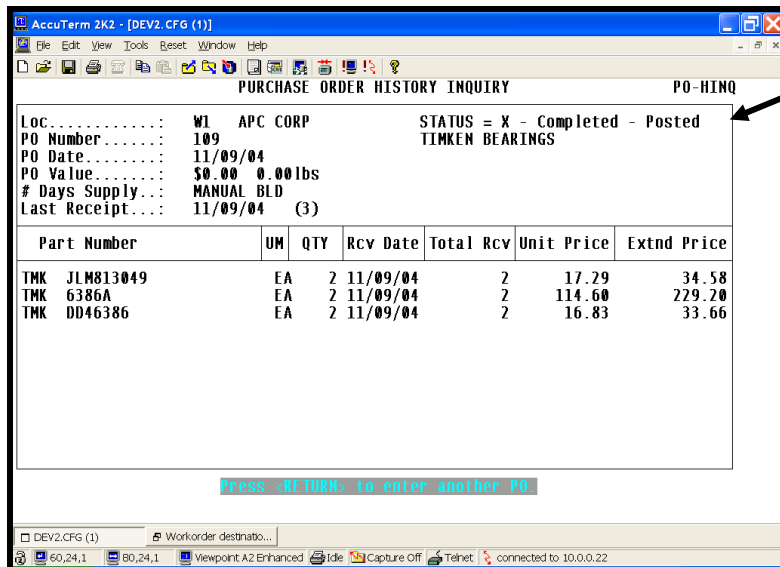 AccuTerm 2K2 - [DEV2.CFG (1)]
File Edit View Tools Reset Window Help
PURCHASE ORDER HISTORY INQUIRY PO-HINQ
Loc............: W1 APC CORP STATUS = X - Completed - Posted
PO Number......: 109 TIMKEN BEARINGS
PO Date........: 11/09/04
PO Value.......: $0.00 0.00lbs
# Days Supply..: MANUAL BLD
Last Receipt...: 11/09/04 (3)
Part Number UM QTY Rcv Date Total Rcv Unit Price Extnd Price
TMK JLM813049 EA 2 11/09/04 2 17.29 34.58
TMK 6386A EA 2 11/09/04 2 114.60 229.20
TMK DD46386 EA 2 11/09/04 2 16.83 33.66
Press <RETURN> to enter another PO.
DEV2.CFG (1) Workorder destinatio...
60,24,1 80,24,1 Viewpoint A2 Enhanced Idle Capture Off Telnet connected to 10.0.0.22